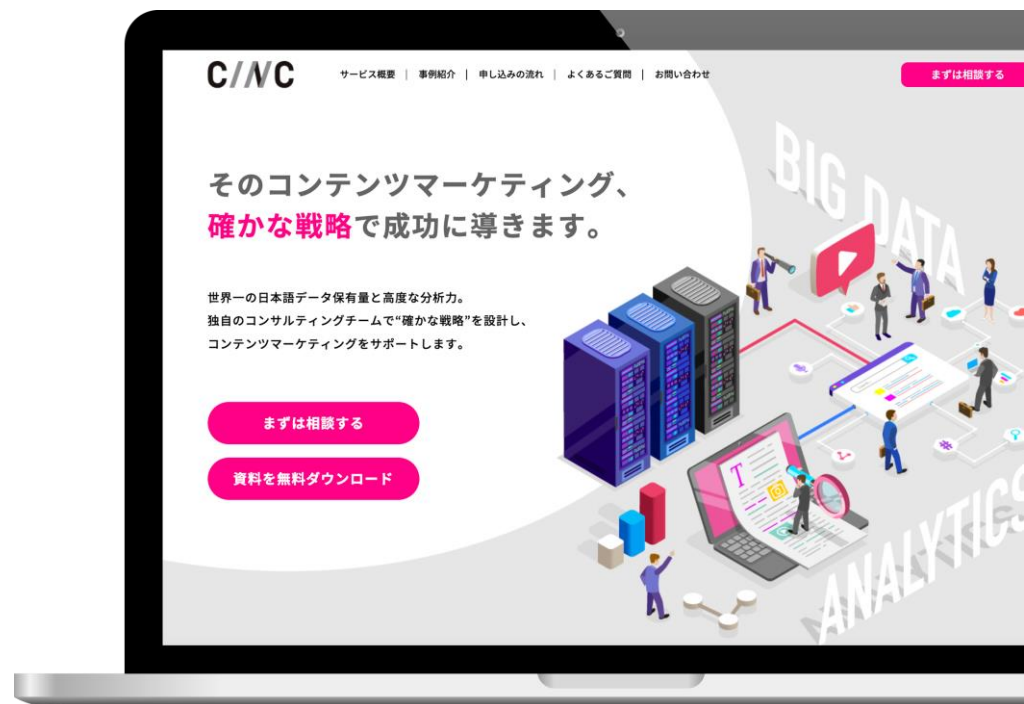 CINC
サービス概要 | 事例紹介 | 申し込みの流れ | よくあるご質問 | お問い合わせ
まずは相談する
そのコンテンツマーケティング、
確かな戦略で成功に導きます。
世界一の日本語データ保有量と高度な分析力。
独自のコンサルティングチームで“確かな戦略”を設計し、
コンテンツマーケティングをサポートします。
まずは相談する
資料を無料ダウンロード
BIG DATA
T
#
ANALYTICS